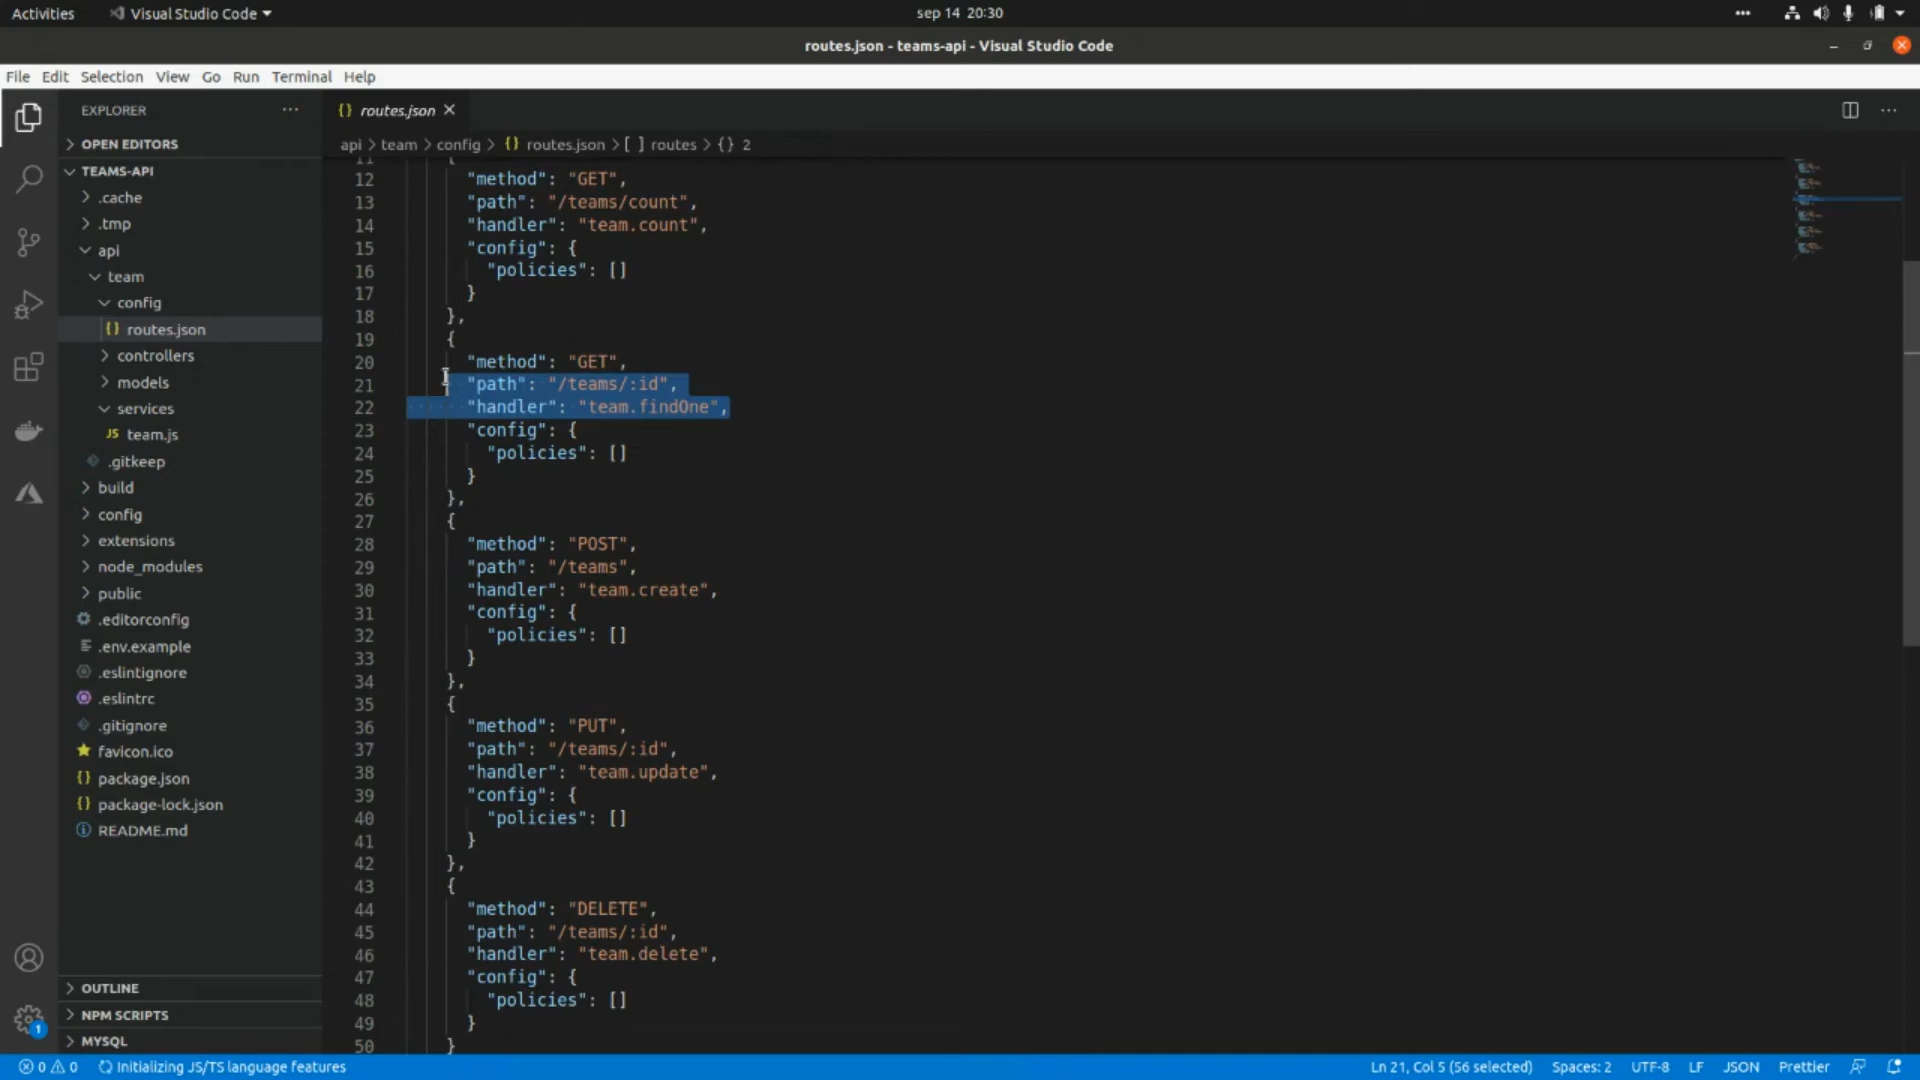 Activities
Visual Studio Code
sep 14 20:30
routes.json - teams-api - Visual Studio Code
File Edit Selection View Go Run Terminal Help
EXPLORER
OPEN EDITORS
TEAMS-API
.cache
.tmp
api
team
config
routes.json
controllers
models
services
JS team.js
.gitkeep
build
config
extensions
node_modules
public
.editorconfig
.env.example
.eslintignore
.eslintrc
.gitignore
favicon.ico
{} package.json
{} package-lock.json
README.md
OUTLINE
NPM SCRIPTS
MYSQL
1
{} routes.json
api > team > config > {} routes.json > [ ] routes > {} 2
11 {
12 "method": "GET",
13 "path": "/teams/count",
14 "handler": "team.count",
15 "config": {
16 "policies": []
17 }
18 },
19 {
20 "method": "GET",
21 "path": "/teams/:id",
22 "handler": "team.findOne",
23 "config": {
24 "policies": []
25 }
26 },
27 {
28 "method": "POST",
29 "path": "/teams",
30 "handler": "team.create",
31 "config": {
32 "policies": []
33 }
34 },
35 {
36 "method": "PUT",
37 "path": "/teams/:id",
38 "handler": "team.update",
39 "config": {
40 "policies": []
41 }
42 },
43 {
44 "method": "DELETE",
45 "path": "/teams/:id",
46 "handler": "team.delete",
47 "config": {
48 "policies": []
49 }
50 }
0 0 Initializing JS/TS language features
Ln 21, Col 5 (56 selected) Spaces: 2 UTF-8 LF JSON Prettier